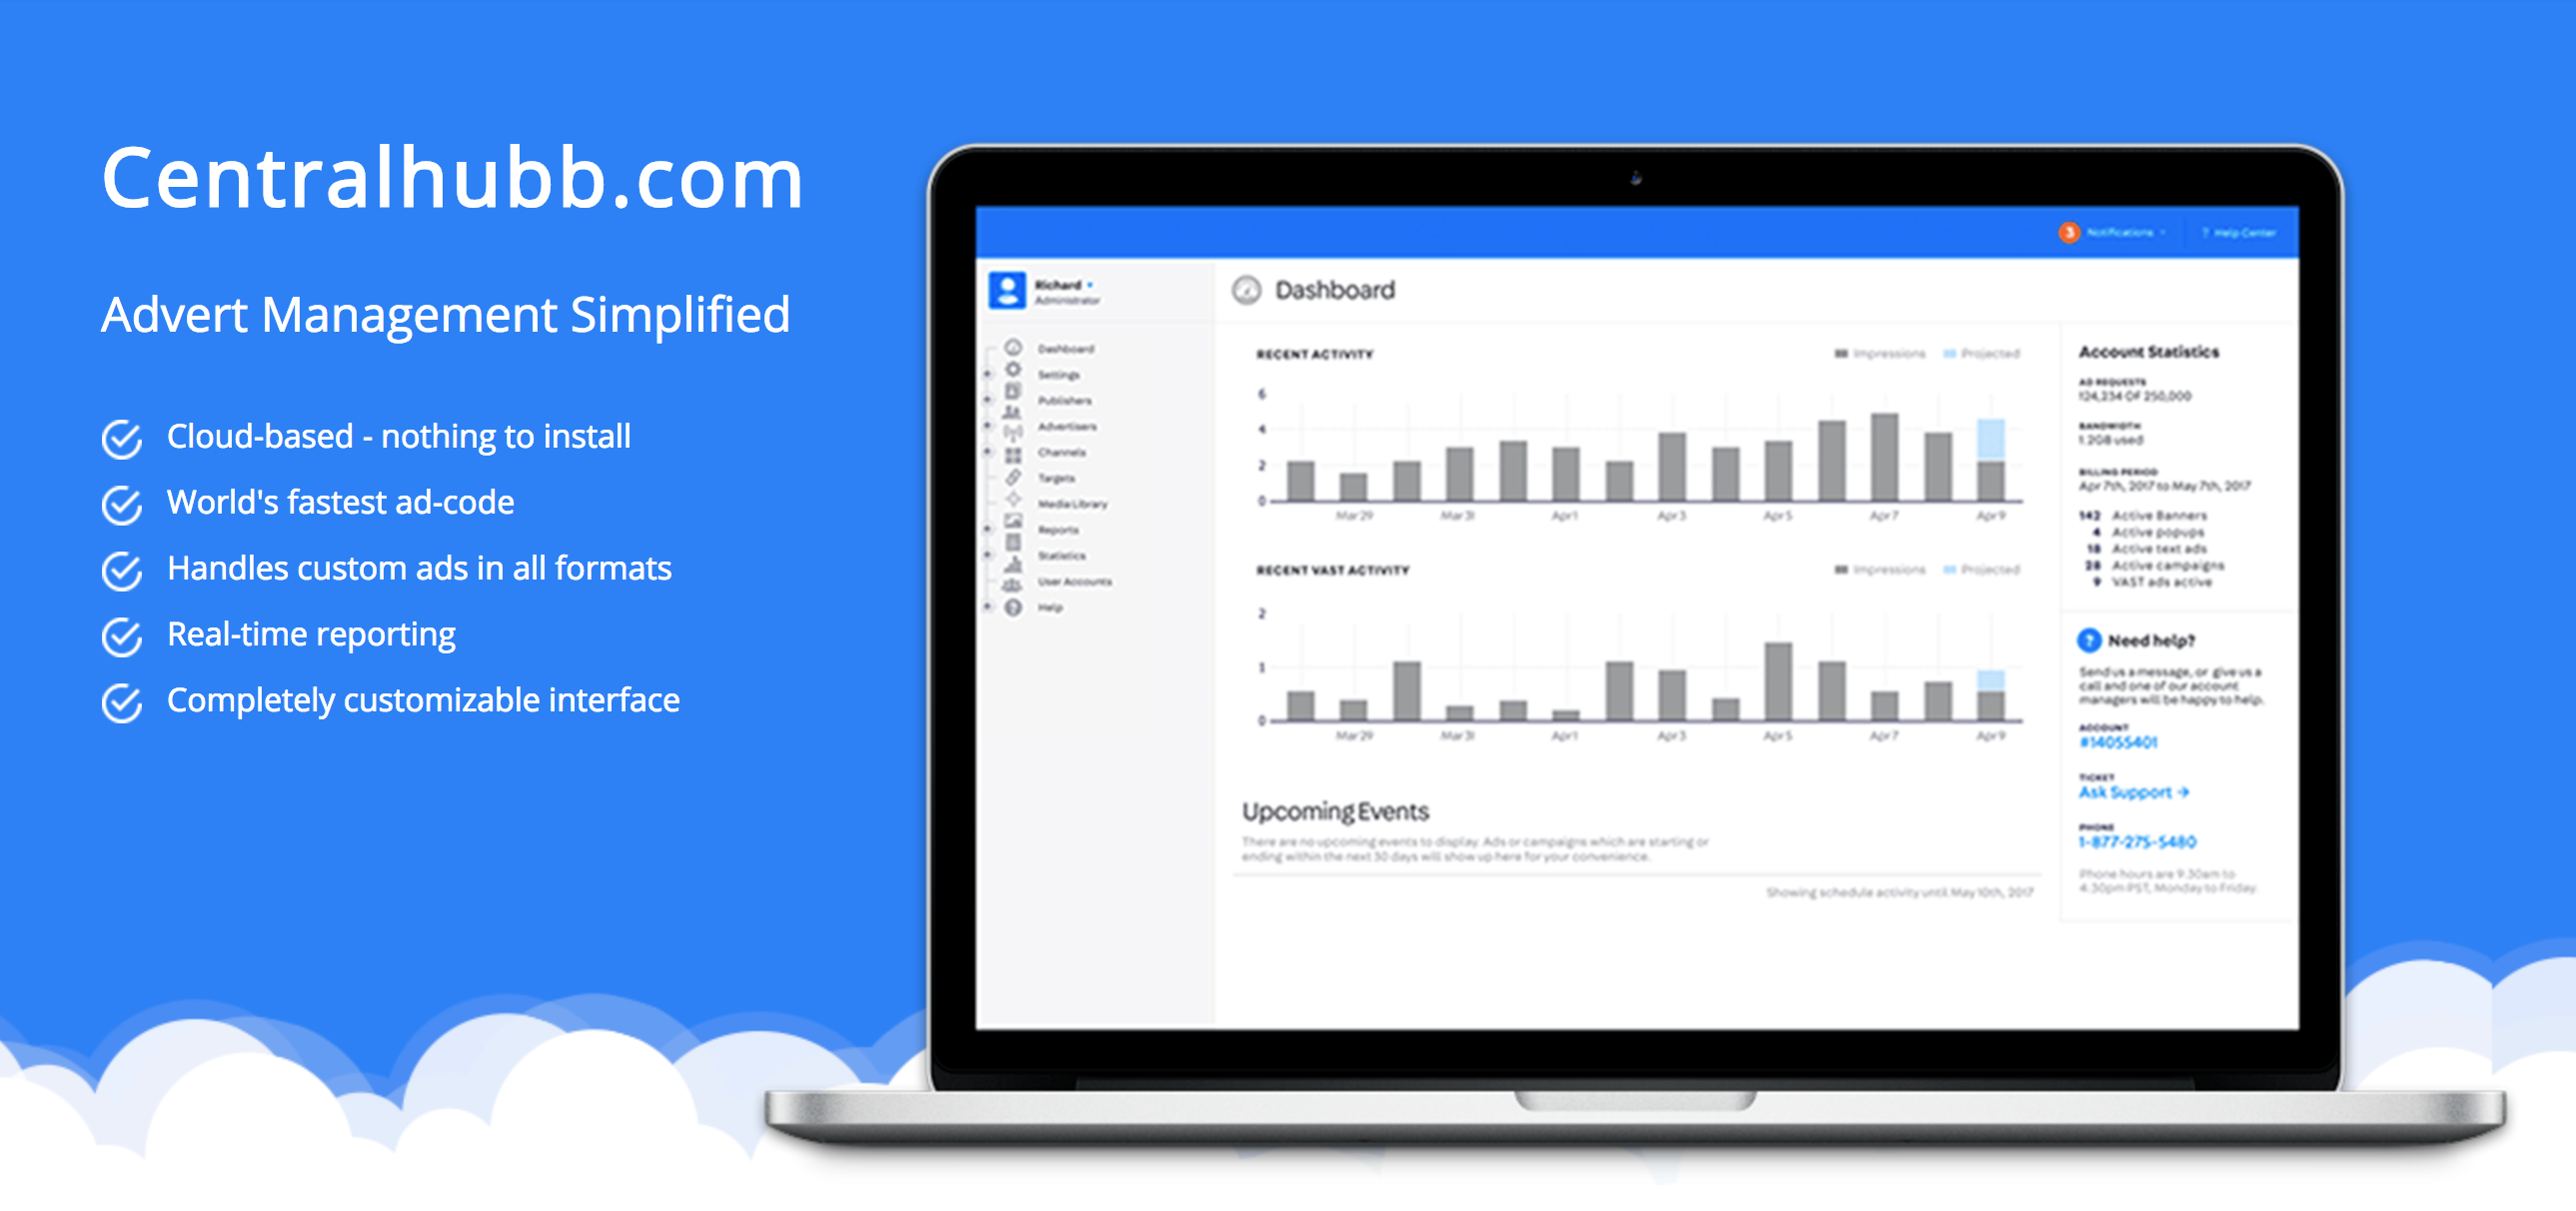 Centralhubb.com
Advert Management Simplified
Cloud-based - nothing to install
World's fastest ad-code
Handles custom ads in all formats
Real-time reporting
Completely customizable interface
3 Notifications
? Help Center
Richard
Administrator
Dashboard
Settings
Publishers
Advertisers
Channels
Targets
Media Library
Reports
Statistics
User Accounts
Help
Dashboard
RECENT ACTIVITY
Impressions Projected
6
4
2
0
Mar 29 Mar 31 Apr 1 Apr 3 Apr 5 Apr 7 Apr 9
RECENT VAST ACTIVITY
Impressions Projected
2
1
0
Mar 29 Mar 31 Apr 1 Apr 3 Apr 5 Apr 7 Apr 9
Upcoming Events
There are no upcoming events to display. Ads or campaigns which are starting or
ending within the next 30 days will show up here for your convenience.
Showing schedule activity until May 10th, 2017
Account Statistics
AD REQUESTS
124,234 OF 250,000
BANDWIDTH
1.2GB used
BILLING PERIOD
Apr 7th, 2017 to May 7th, 2017
142 Active Banners
4 Active popups
18 Active text ads
28 Active campaigns
9 VAST ads active
? Need help?
Send us a message, or give us a
call and one of our account
managers will be happy to help.
ACCOUNT
#14055401
TICKET
Ask Support →
PHONE
1-877-275-5480
Phone hours are 9:30am to
4:30pm PST, Monday to Friday.